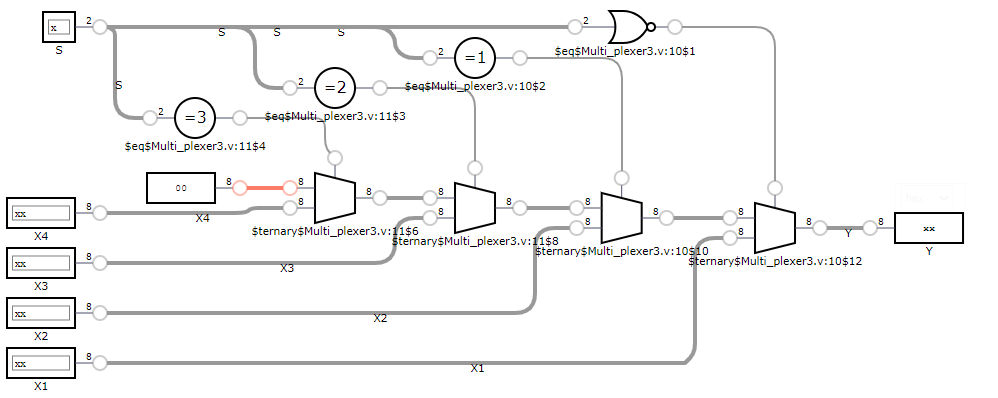 x 2 S
S S S
2 $eq$Multi_plexer3.v:10$1
2 =1
$eq$Multi_plexer3.v:10$2
2 =2
$eq$Multi_plexer3.v:11$3
S
2 =3
$eq$Multi_plexer3.v:11$4
00 8 8
8 8
$ternary$Multi_plexer3.v:11$6
xx 8 X4
X4
8 8 8
$ternary$Multi_plexer3.v:11$8
xx 8 X3
X3
8 8 8
$ternary$Multi_plexer3.v:10$10
xx 8 X2
X2
8 8 8
$ternary$Multi_plexer3.v:10$12
xx 8 X1
X1
Y 8 xx
Y